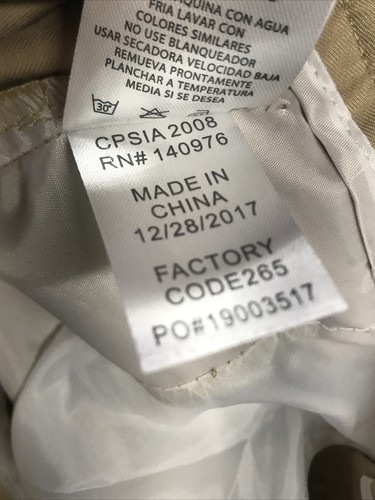 MÁQUINA CON AGUA
FRIA LAVAR CON
COLORES SIMILARES
NO USE BLANQUEADOR
USAR SECADORA VELOCIDAD BAJA
REMUEVA PRONTAMENTE
PLANCHAR A TEMPERATURA
MEDIA SI SE DESEA
30°
CPSIA 2008
RN# 140976
MADE IN
CHINA
12/28/2017
FACTORY
CODE265
PO#19003517